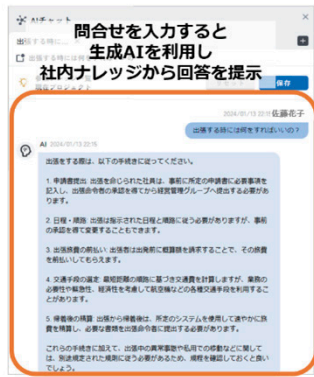 AIチャット
問合せを入力すると
生成AIを利用し
社内ナレッジから回答を提示
出張する時に
保存
2024/01/13 22:15 佐藤花子
出張する時には何をすればいいの?
AI 2024/01/13 22:15
出張をする際は、以下の手続きに従ってください。
1. 申請書提出: 出張を命じられた社員は、事前に所定の申請書に必要事項を
記入し、出張命令者の承認を得てから経営管理グループへ提出する必要があ
ります。
2. 日程・順路: 出張は指示された日程と順路に従う必要がありますが、事前
の承認を得て変更することもできます。
3. 出張旅費の前払い: 出張者は出発前に概算額を請求することで、その旅費
を前払いしてもらえます。
4. 交通手段の選定: 最短距離の順路に基づき交通費を計算しますが、業務の
必要性や緊急性、経済性を考慮して航空機などの各種交通手段を利用するこ
とがあります。
5. 帰着後の精算: 出張から帰着後は、所定のシステムを使用して速やかに旅
費を精算し、必要な書類を出張命令者に提出する必要があります。
これらの手続きに加えて、出張中の異常事態や私用での移動などに関して
は、別途規定された規則に従う必要があるため、規程を確認しておくと良い
でしょう。